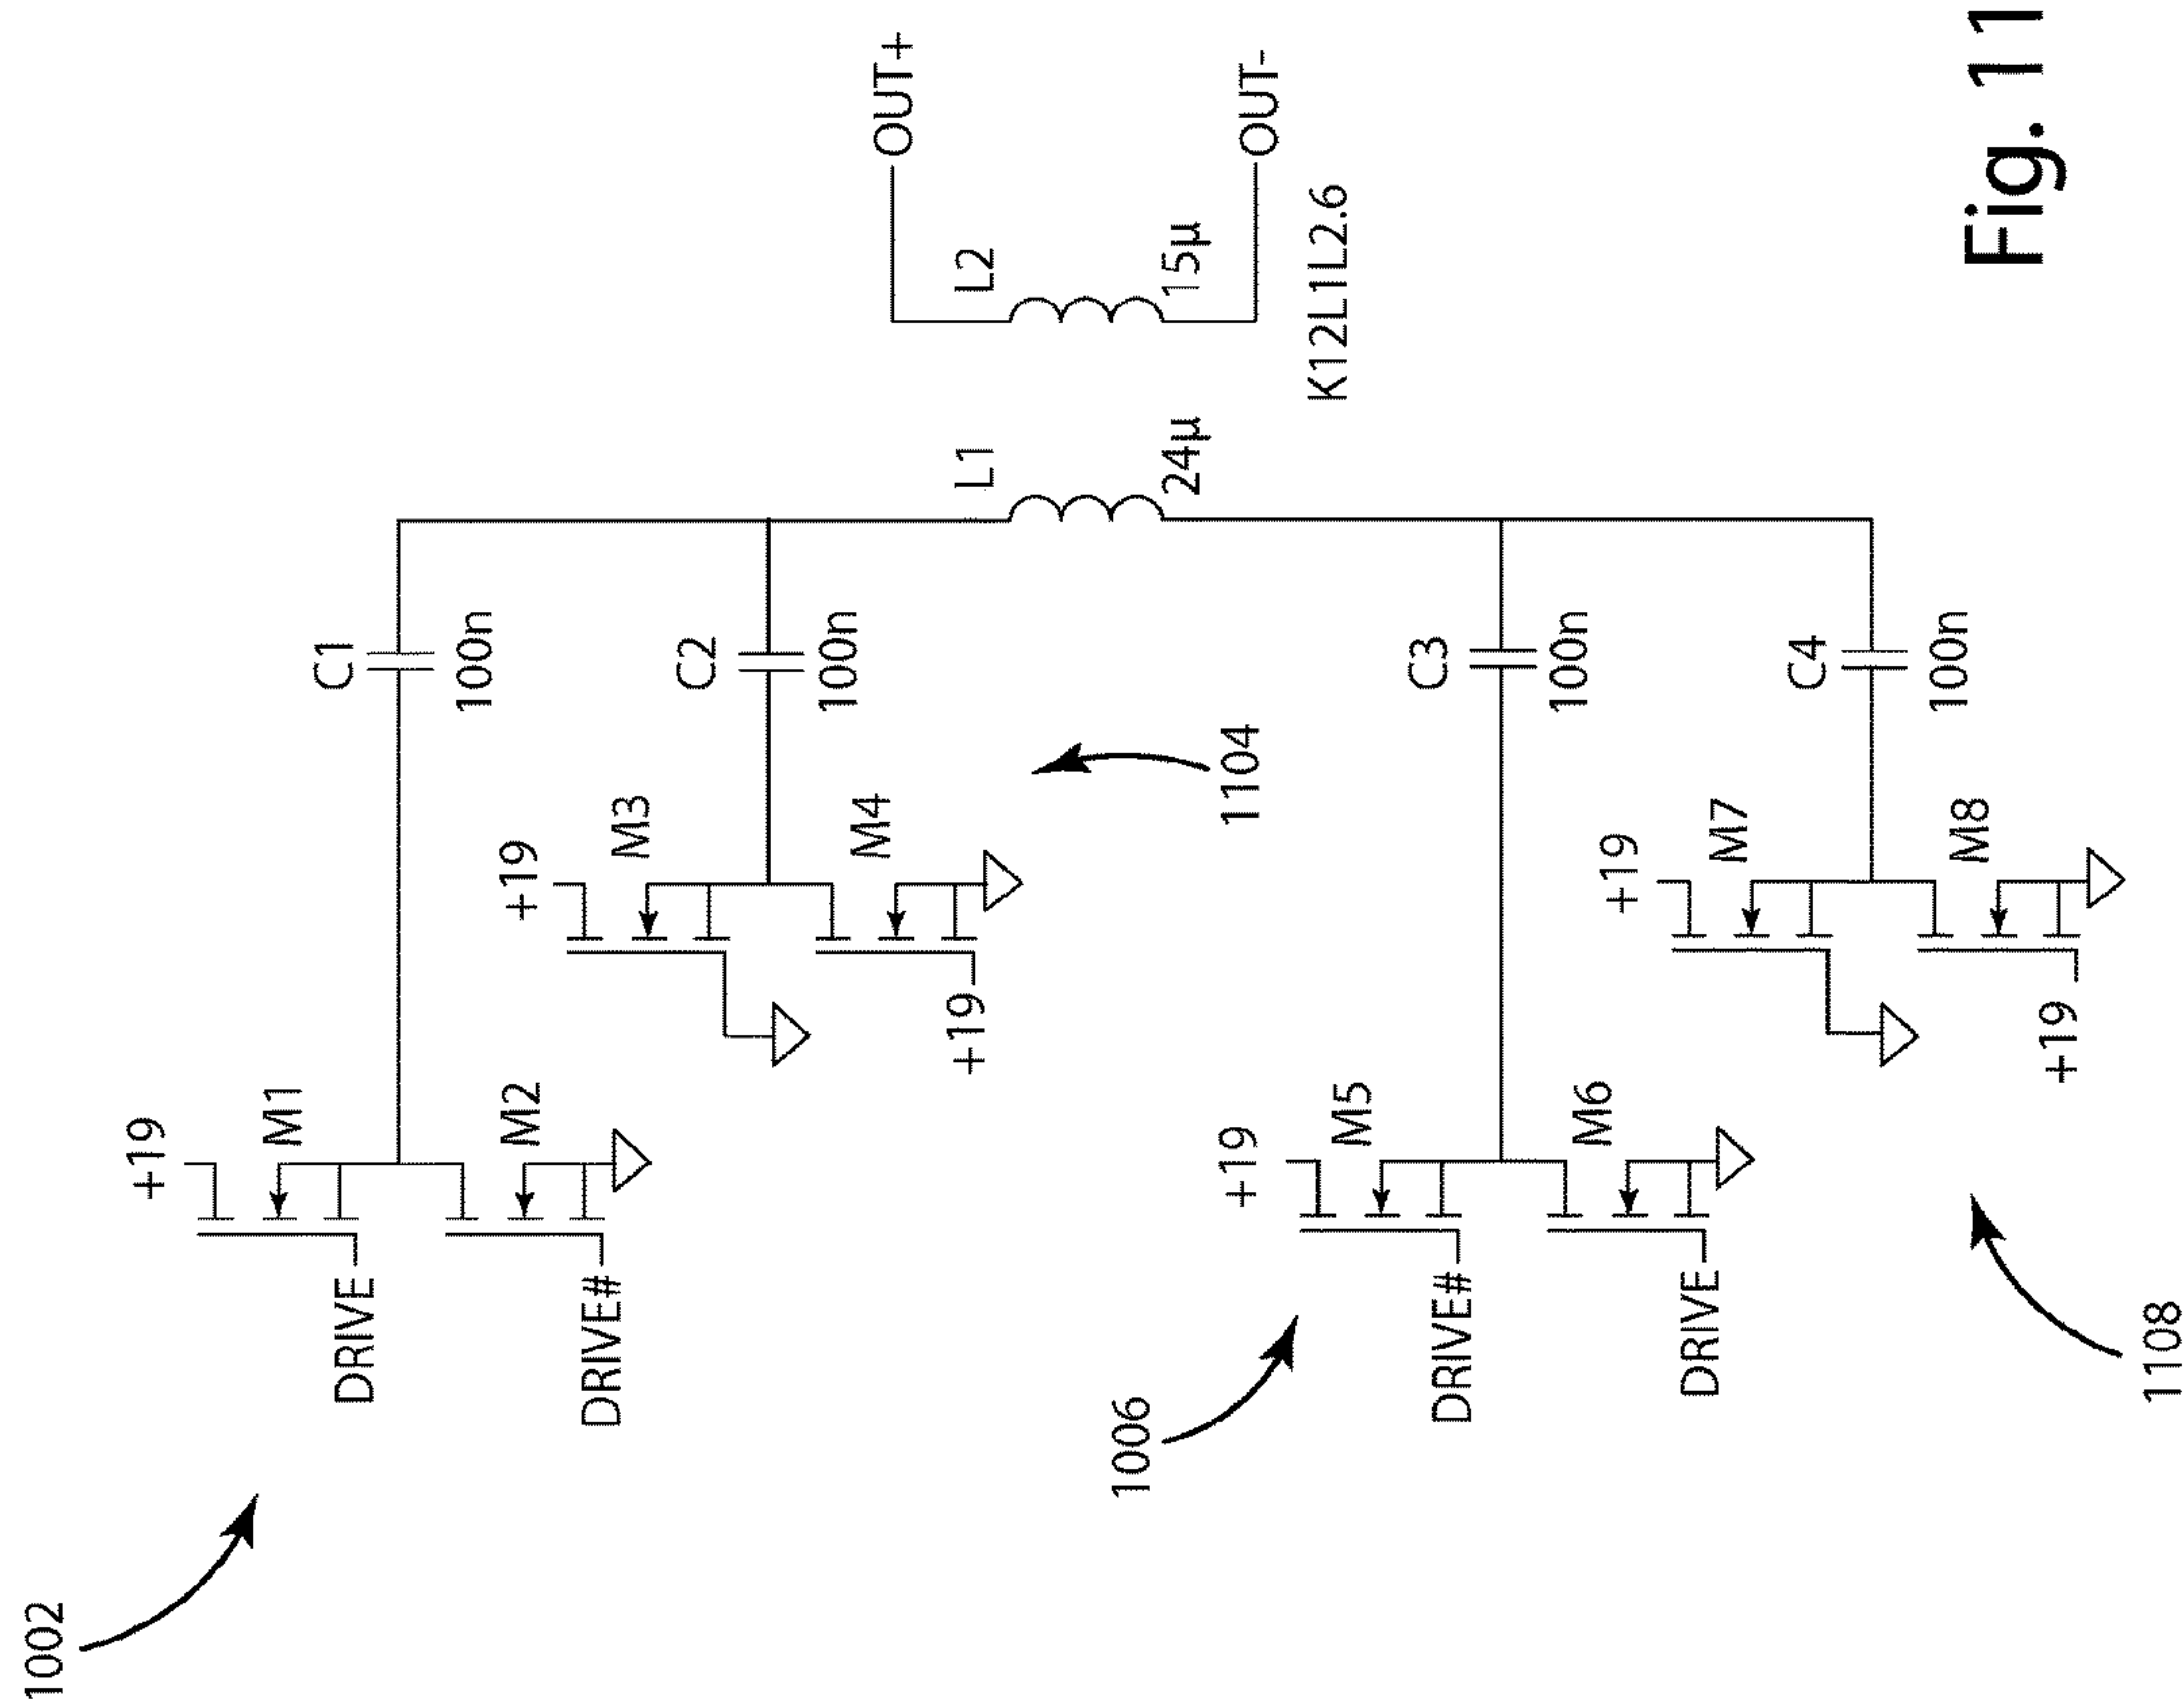 1002
+19
M1
DRIVE
M2
DRIVE#
C1
100n
+19
M3
M4
+19
C2
100n
1104
L1
24µ
L2
15µ
OUT+
OUT-
K12L1L2.6
1006
+19
M5
DRIVE#
M6
DRIVE
C3
100n
+19
M7
M8
+19
C4
100n
1108
Fig. 11